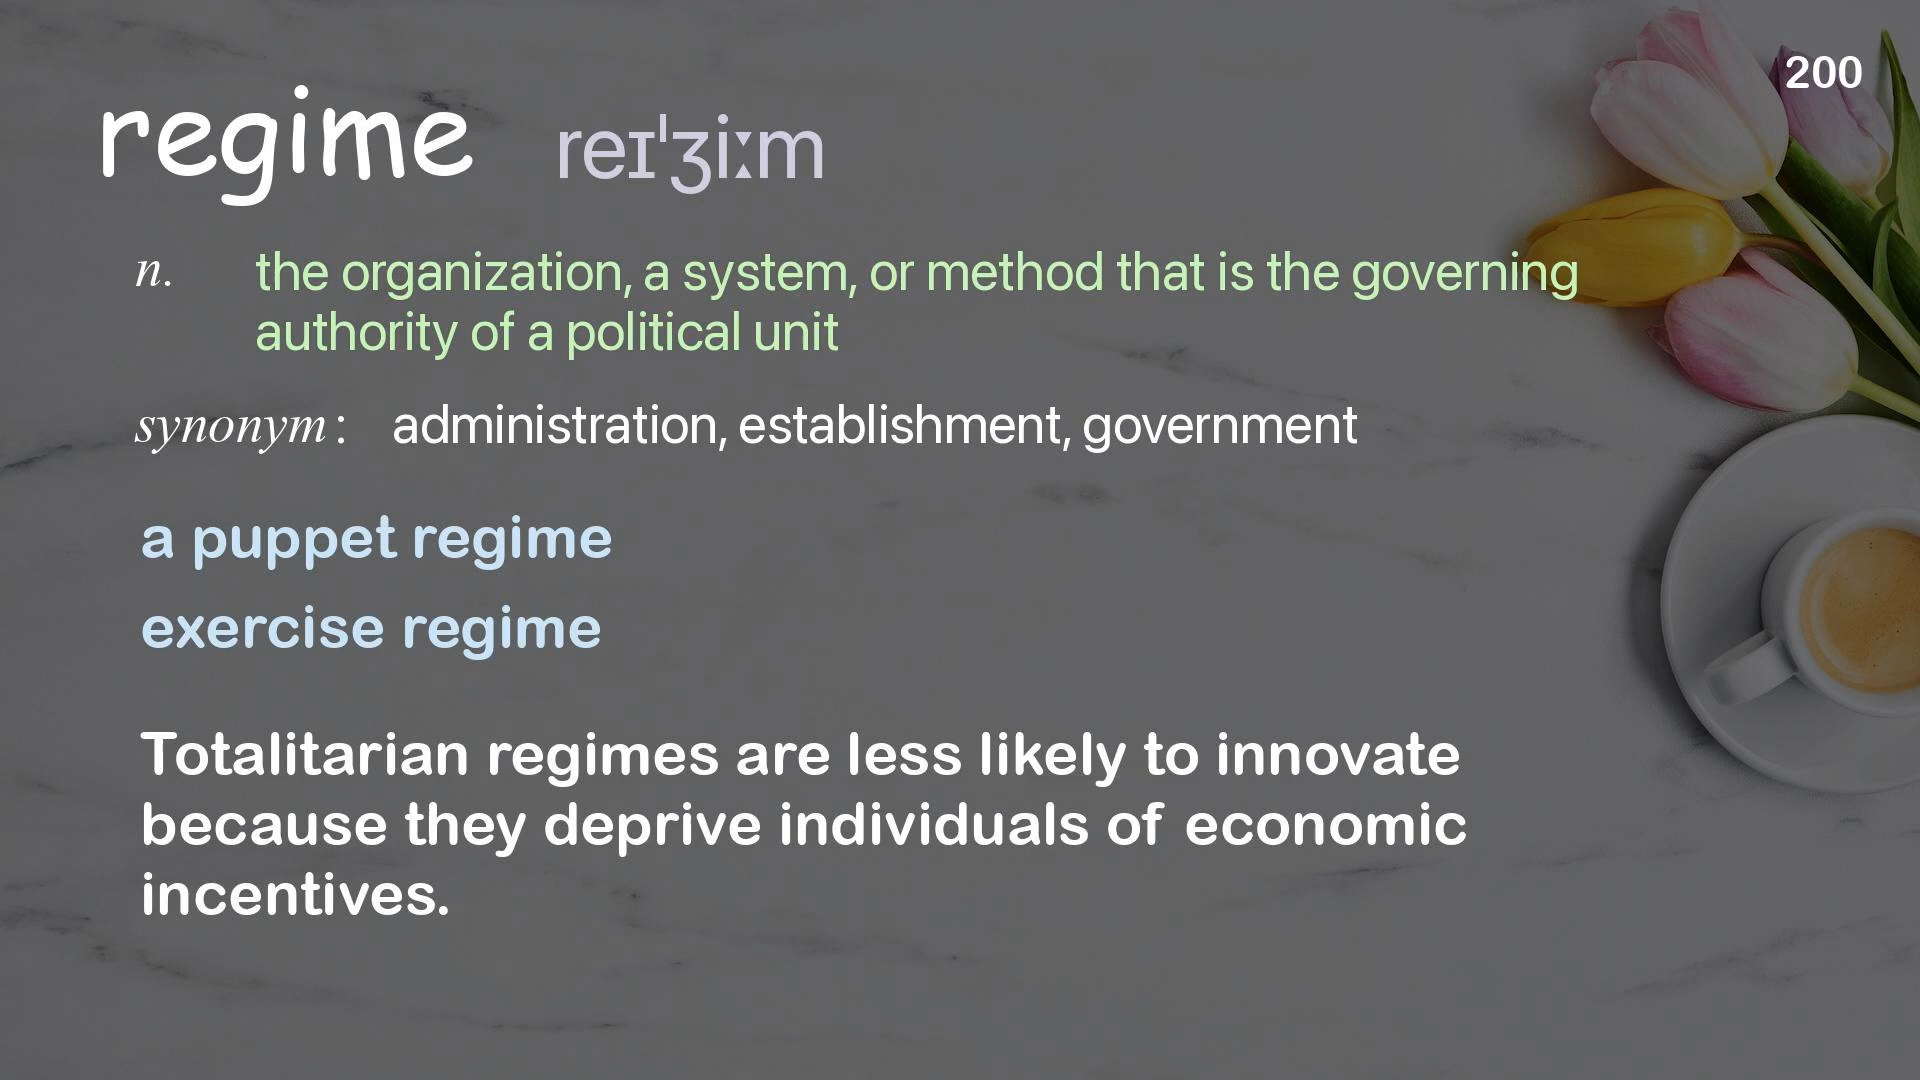 200
regime reɪˈʒiːm
n. the organization, a system, or method that is the governing
authority of a political unit
synonym : administration, establishment, government
a puppet regime
exercise regime
Totalitarian regimes are less likely to innovate
because they deprive individuals of economic
incentives.